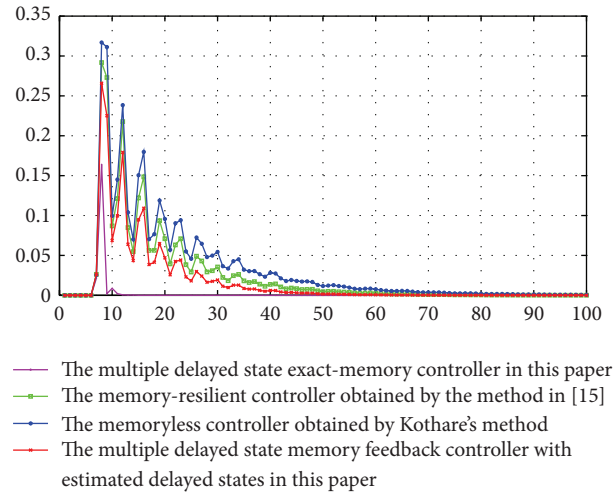 0.35
0.3
0.25
0.2
0.15
0.1
0.05
0
0 10 20 30 40 50 60 70 80 90 100
The multiple delayed state exact-memory controller in this paper
The memory-resilient controller obtained by the method in [15]
The memoryless controller obtained by Kothare's method
The multiple delayed state memory feedback controller with
estimated delayed states in this paper